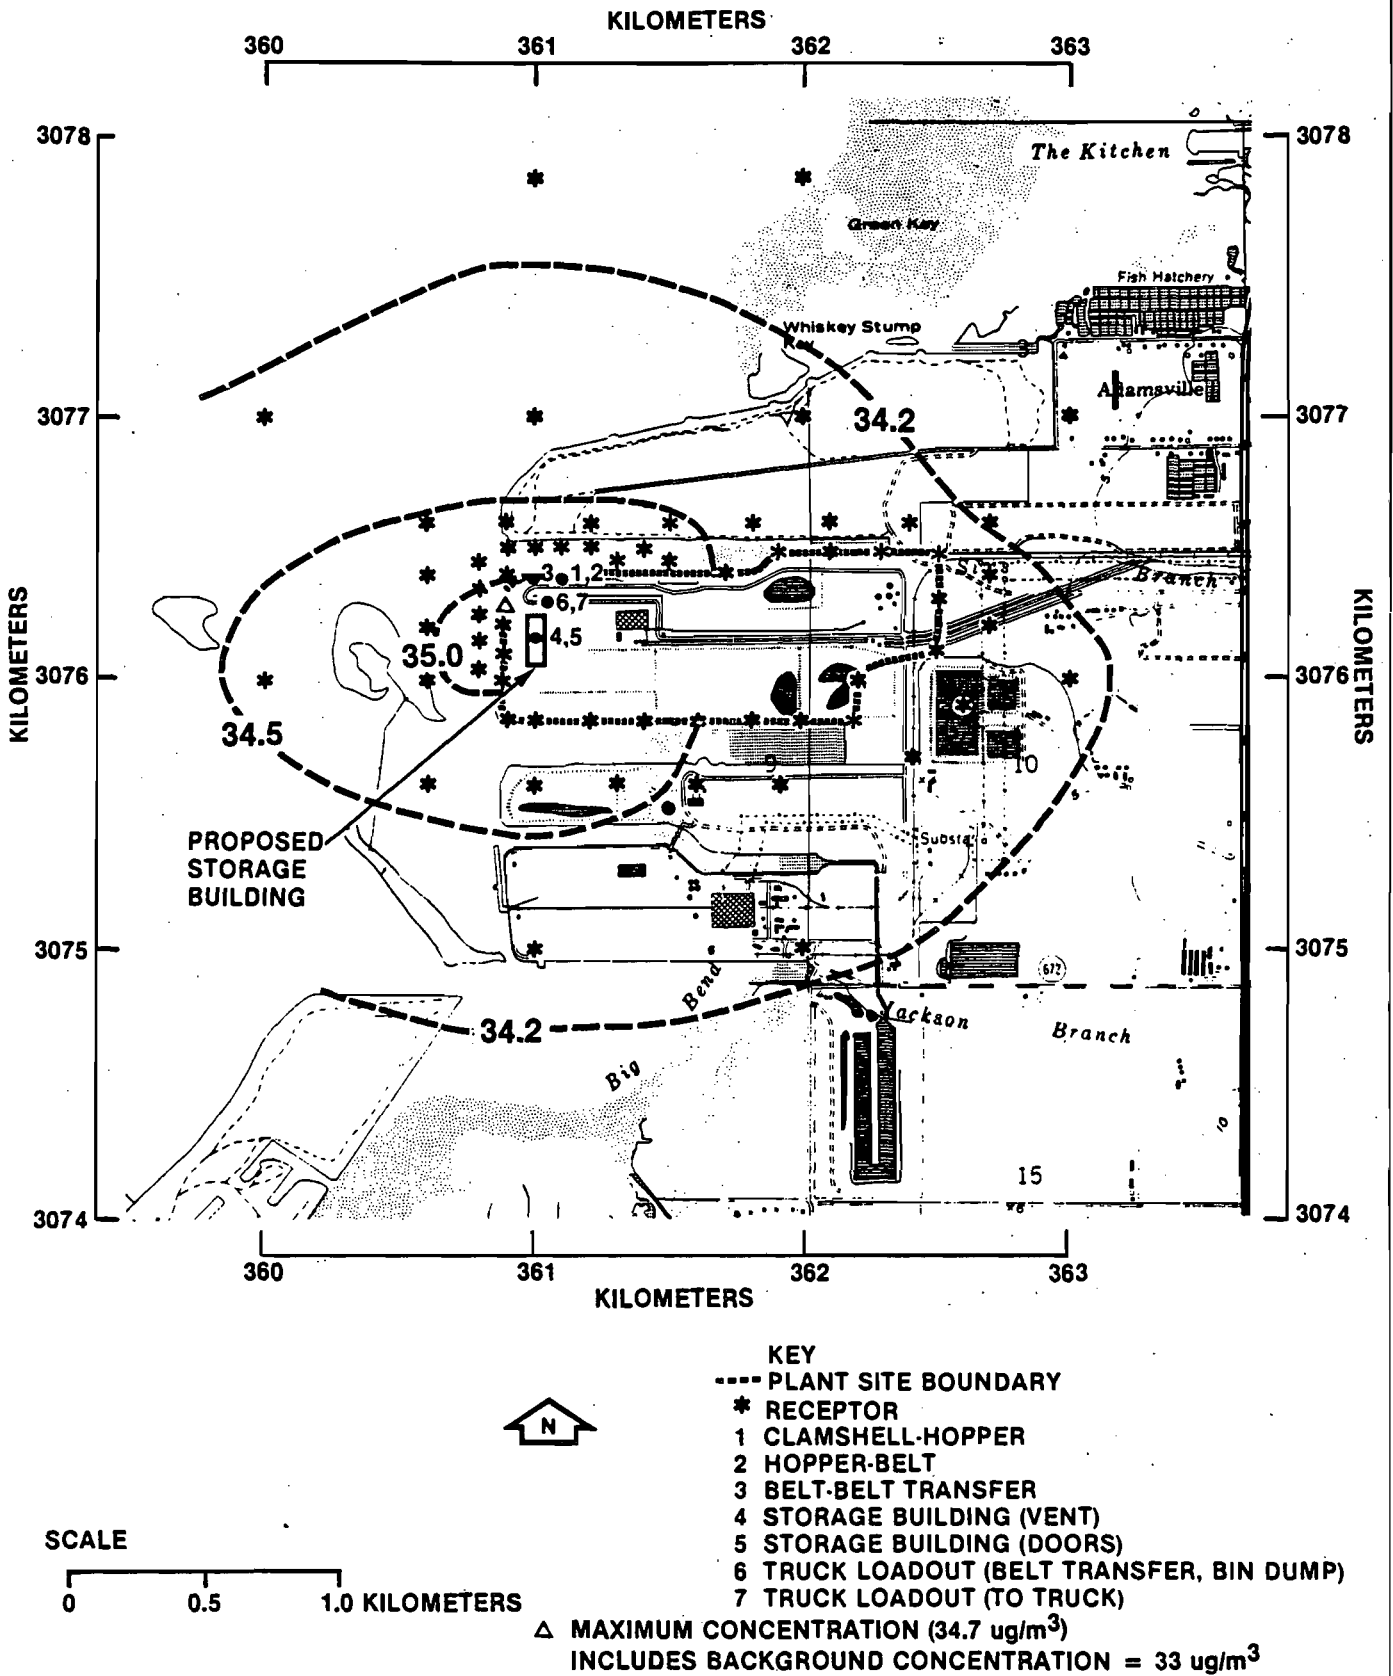 KILOMETERS
360 361 362 363
3078 3078
The Kitchen
Green Key
Fish Hatchery
Whiskey Stump
Key
Adamsville
3077 3077
34.2
3 1,2
Branch
6,7
4,5
35.0
3076 3076
KILOMETERS
KILOMETERS
34.5
9
10
PROPOSED
STORAGE
BUILDING
3075 3075
672
Bend
34.2
Jackson
Branch
Big
10
15
3074 3074
360 361 362 363
KILOMETERS
KEY
PLANT SITE BOUNDARY
* RECEPTOR
1 CLAMSHELL-HOPPER
2 HOPPER-BELT
3 BELT-BELT TRANSFER
4 STORAGE BUILDING (VENT)
5 STORAGE BUILDING (DOORS)
6 TRUCK LOADOUT (BELT TRANSFER, BIN DUMP)
7 TRUCK LOADOUT (TO TRUCK)
△ MAXIMUM CONCENTRATION (34.7 ug/m³)
INCLUDES BACKGROUND CONCENTRATION = 33 ug/m³
N
SCALE
0 0.5 1.0 KILOMETERS